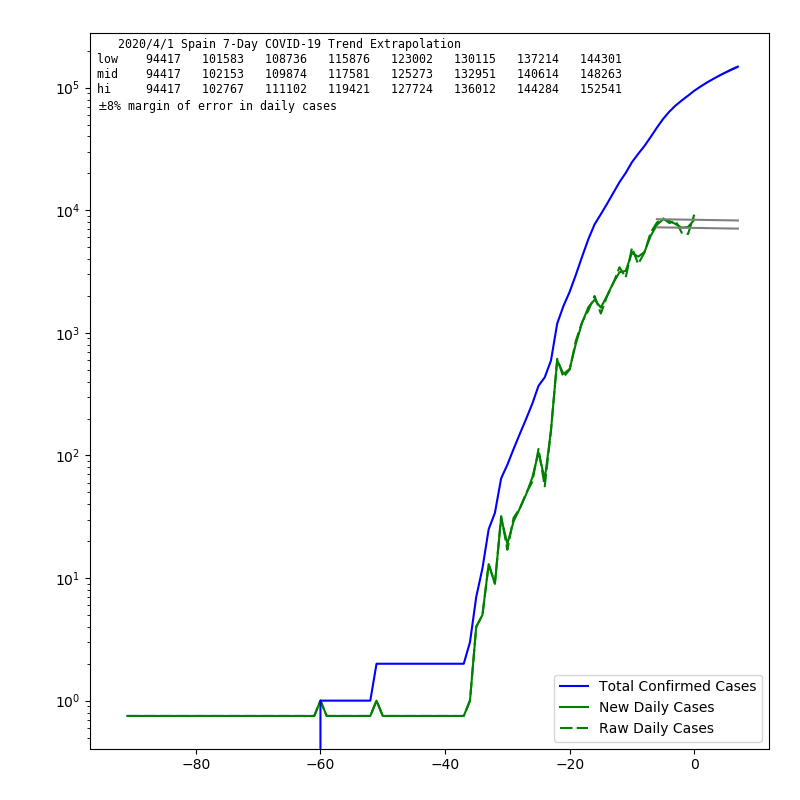 2020/4/1 Spain 7-Day COVID-19 Trend Extrapolation
low 94417 101583 108736 115876 123002 130115 137214 144301
mid 94417 102153 109874 117581 125273 132951 140614 148263
hi 94417 102767 111102 119421 127724 136012 144284 152541
±8% margin of error in daily cases
10⁵
10⁴
10³
10²
10¹
10⁰
Total Confirmed Cases
New Daily Cases
Raw Daily Cases
−80 −60 −40 −20 0